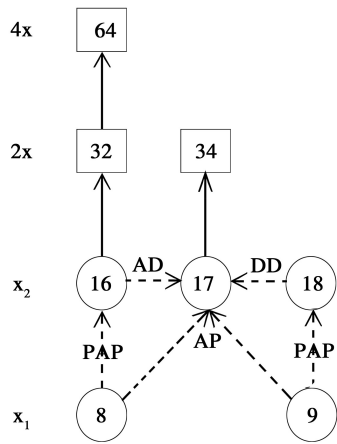 4x 64
2x 32 34
AD DD
x₂ 16 17 18
PAP AP PAP
x₁ 8 9